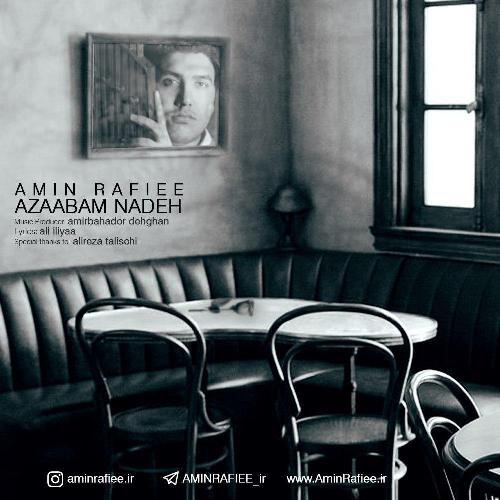 AMIN RAFIEE
AZAABAM NADEH
Music Producer: amirbahador dehghan
Lyrics: ali iliyaa
Special thanks to: alireza talischi
aminrafiee.ir
AMINRAFIEE_ir
www.AminRafiee.ir